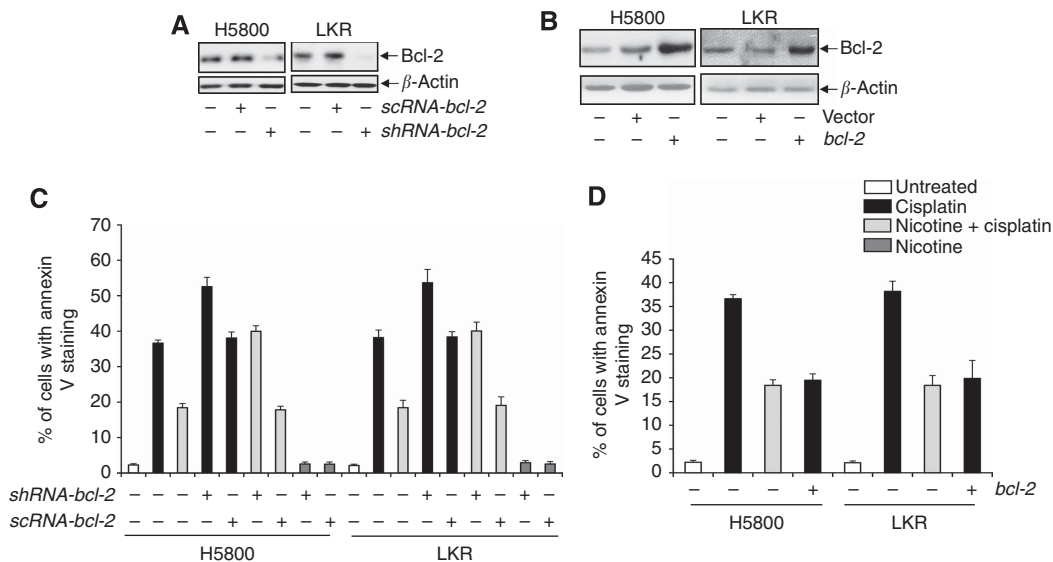 A
H5800 LKR
Bcl-2
β-Actin
– + – – + – scRNA-bcl-2
– – + – – + shRNA-bcl-2
B
H5800 LKR
Bcl-2
β-Actin
– + – – + – Vector
– – + – – + bcl-2
C
% of cells with annexin
V staining
70
60
50
40
30
20
10
0
shRNA-bcl-2 – – – + – + – + – – – – + – + – + –
scRNA-bcl-2 – – – – + – + – + – – – – + – + – +
H5800 LKR
D
Untreated
Cisplatin
Nicotine + cisplatin
Nicotine
% of cells with annexin
V staining
45
40
35
30
25
20
15
10
5
0
– – – + – – – + bcl-2
H5800 LKR